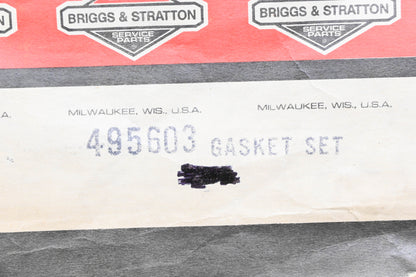 BRIGGS & STRATTON BRIGGS & STRATTON
SERVICE PARTS SERVICE PARTS
MILWAUKEE, WIS., U.S.A. MILWAUKEE, WIS., U.S.A.
495603 GASKET SET